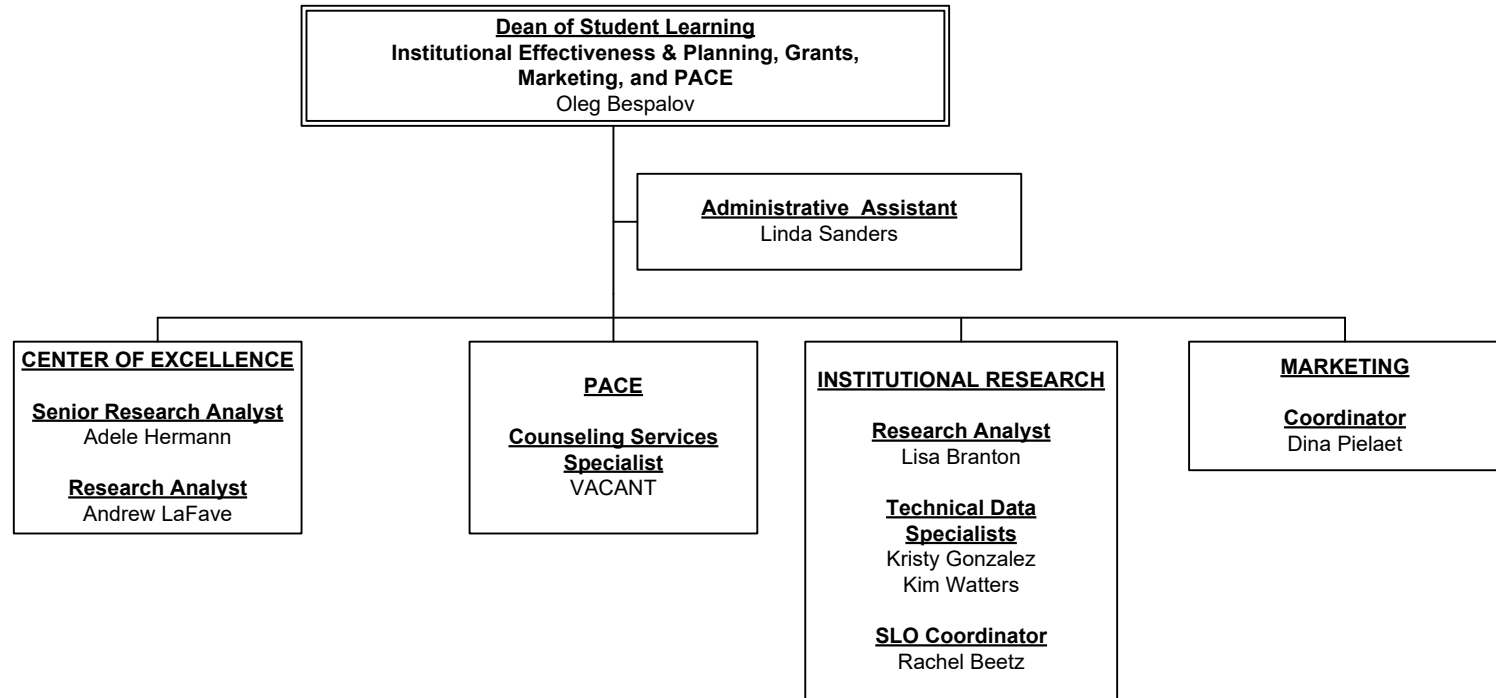 Dean of Student Learning
Institutional Effectiveness & Planning, Grants,
Marketing, and PACE
Oleg Bespalov
Administrative Assistant
Linda Sanders
CENTER OF EXCELLENCE
Senior Research Analyst
Adele Hermann
Research Analyst
Andrew LaFave
PACE
Counseling Services
Specialist
VACANT
INSTITUTIONAL RESEARCH
Research Analyst
Lisa Branton
Technical Data
Specialists
Kristy Gonzalez
Kim Watters
SLO Coordinator
Rachel Beetz
MARKETING
Coordinator
Dina Pielaet